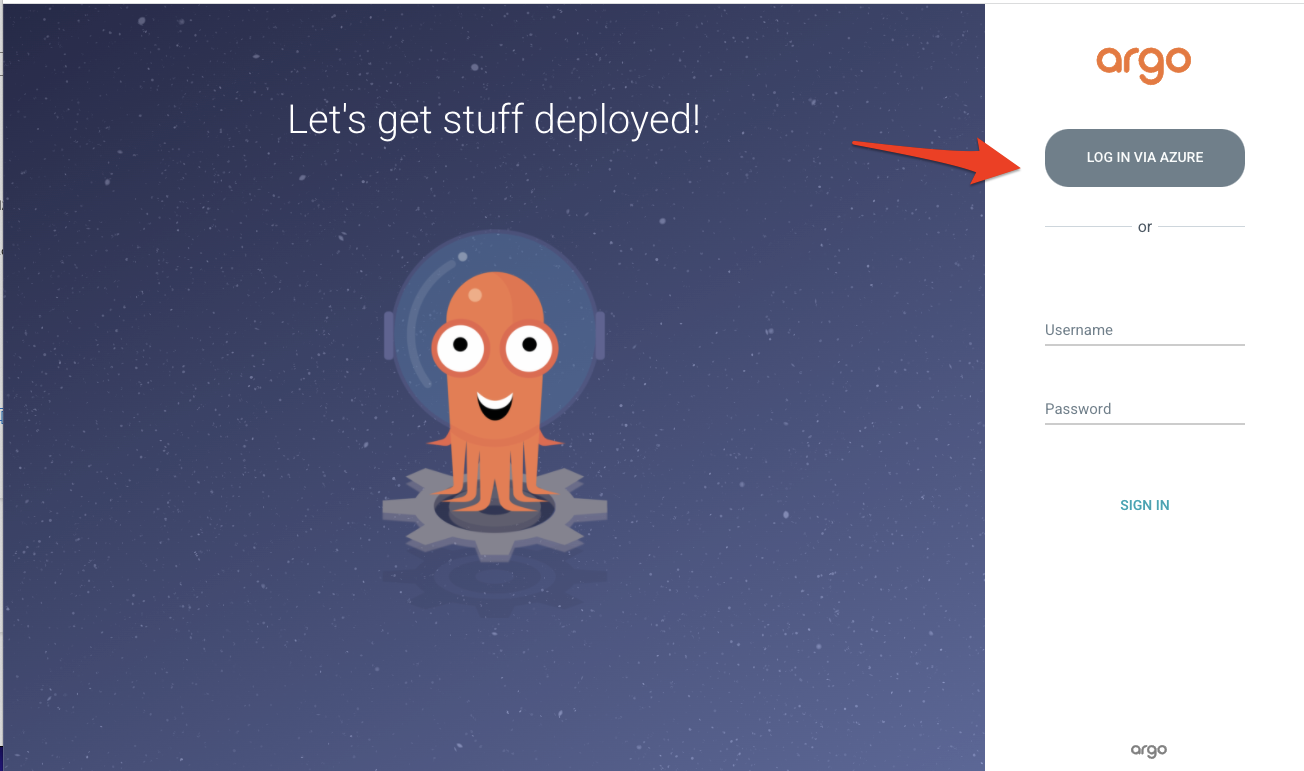 Let's get stuff deployed!
argo
LOG IN VIA AZURE
or
Username
Password
SIGN IN
argo